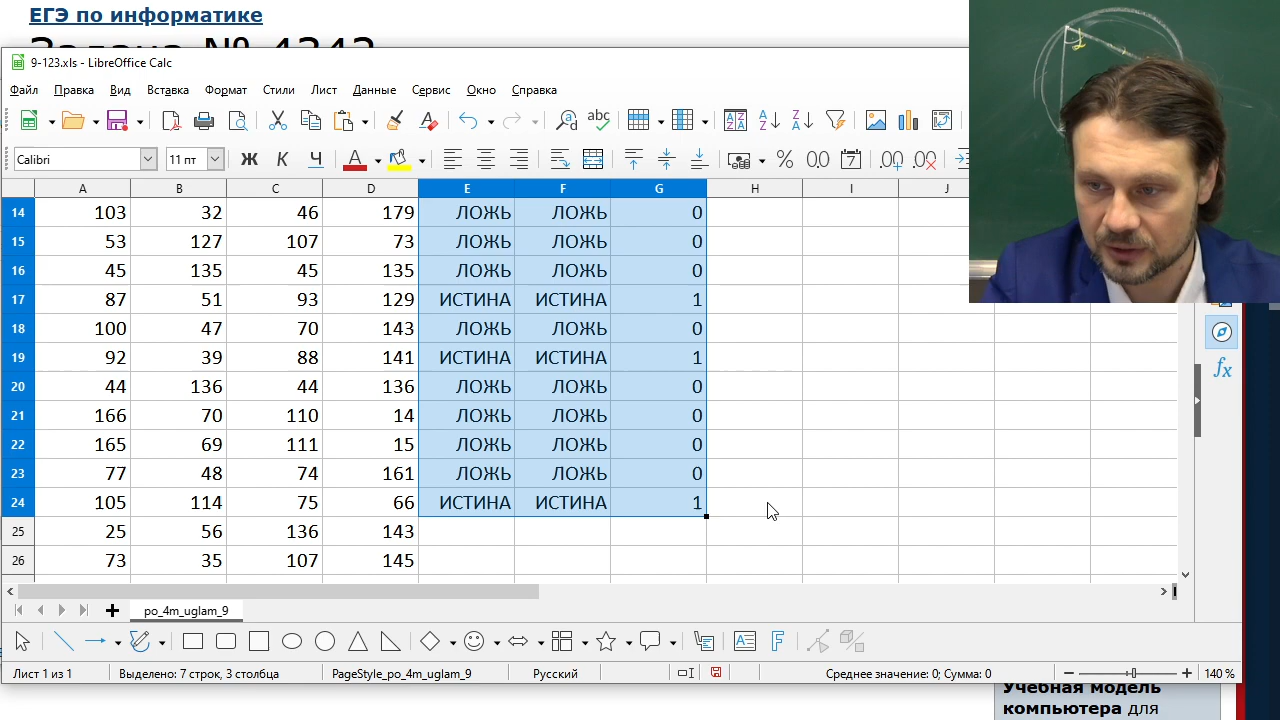 ЕГЭ по информатике
Задача № 4242
9-123.xls - LibreOffice Calc
Файл Правка Вид Вставка Формат Стили Лист Данные Сервис Окно Справка
Calibri 11 пт Ж К Ч
A B C D E F G H I J
14 103 32 46 179 ЛОЖЬ ЛОЖЬ 0
15 53 127 107 73 ЛОЖЬ ЛОЖЬ 0
16 45 135 45 135 ЛОЖЬ ЛОЖЬ 0
17 87 51 93 129 ИСТИНА ИСТИНА 1
18 100 47 70 143 ЛОЖЬ ЛОЖЬ 0
19 92 39 88 141 ИСТИНА ИСТИНА 1
20 44 136 44 136 ЛОЖЬ ЛОЖЬ 0
21 166 70 110 14 ЛОЖЬ ЛОЖЬ 0
22 165 69 111 15 ЛОЖЬ ЛОЖЬ 0
23 77 48 74 161 ЛОЖЬ ЛОЖЬ 0
24 105 114 75 66 ИСТИНА ИСТИНА 1
25 25 56 136 143
26 73 35 107 145
po_4m_uglam_9
Лист 1 из 1 Выделено: 7 строк, 3 столбца PageStyle_po_4m_uglam_9 Русский Среднее значение: 0; Сумма: 0 140 %
Учебная модель
компьютера для